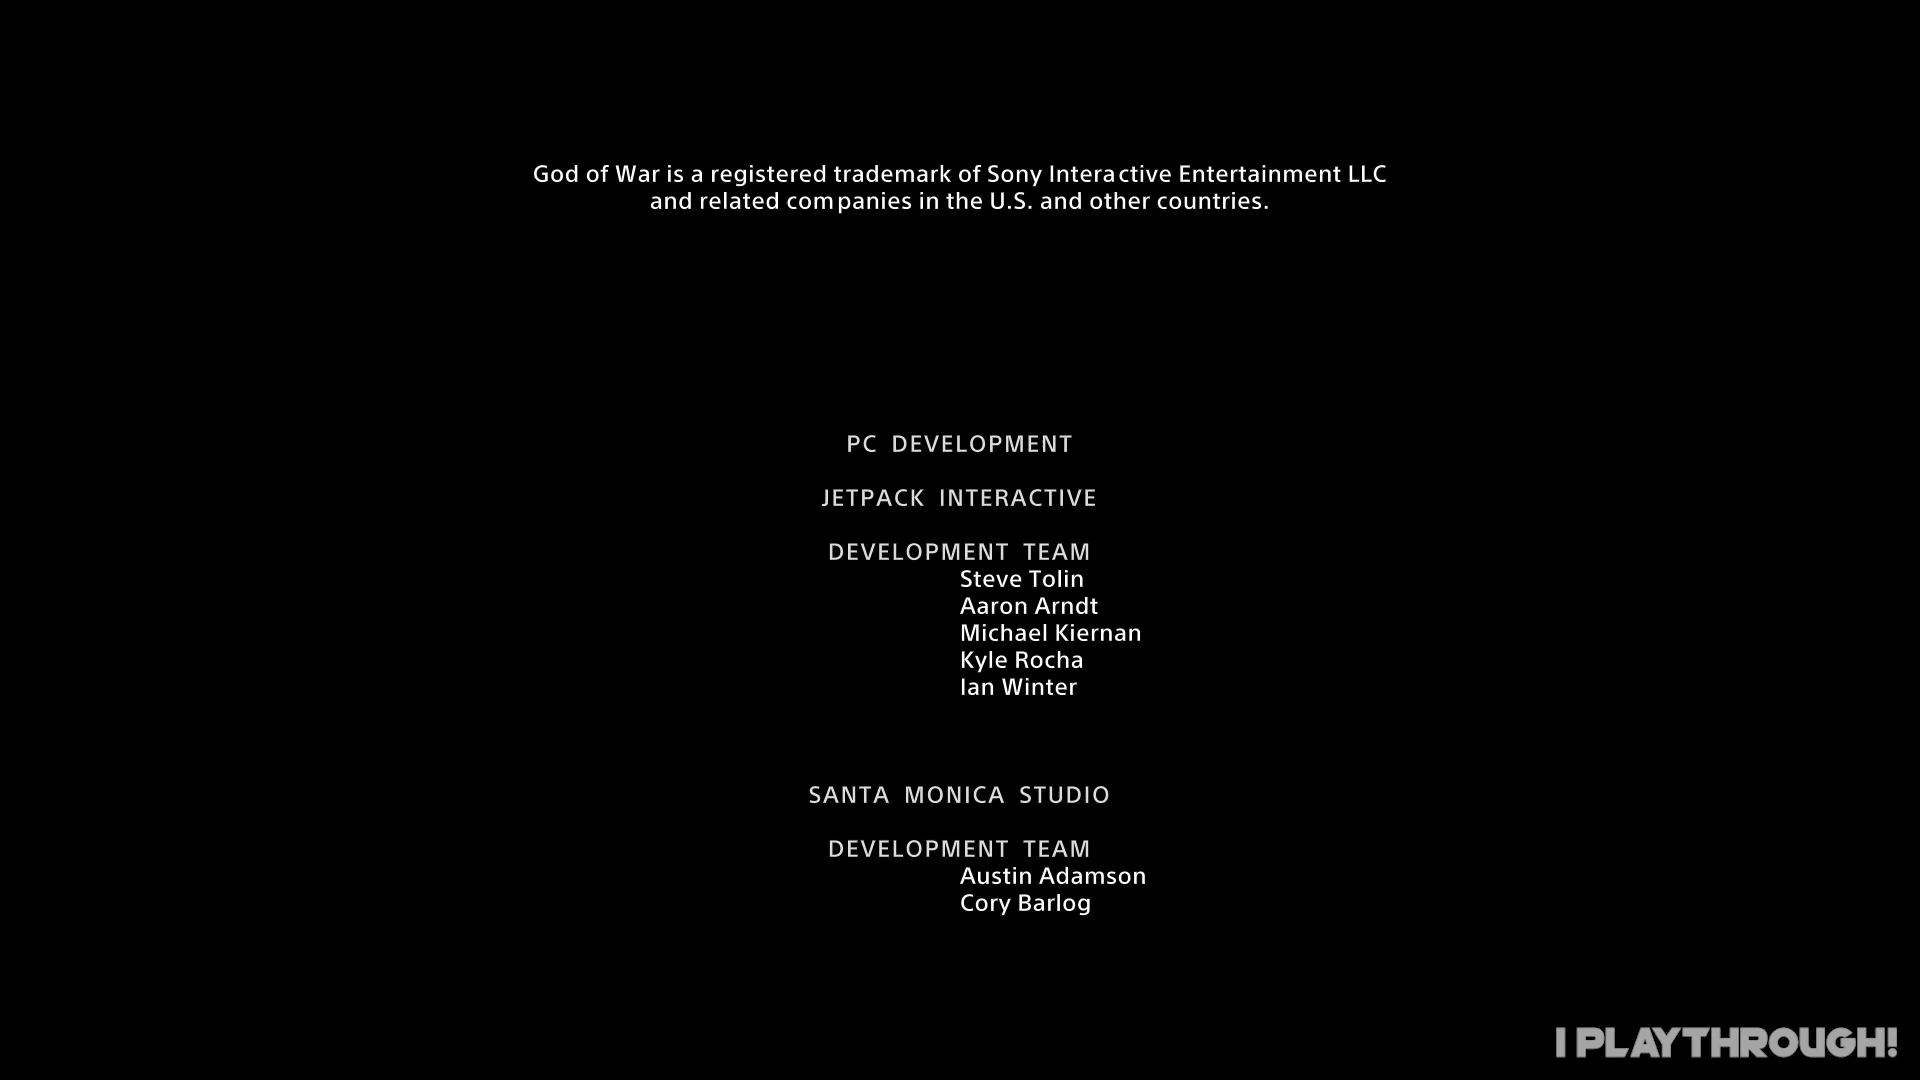 God of War is a registered trademark of Sony Interactive Entertainment LLC
and related companies in the U.S. and other countries.
PC DEVELOPMENT
JETPACK INTERACTIVE
DEVELOPMENT TEAM
Steve Tolin
Aaron Arndt
Michael Kiernan
Kyle Rocha
Ian Winter
SANTA MONICA STUDIO
DEVELOPMENT TEAM
Austin Adamson
Cory Barlog
I PLAYTHROUGH!